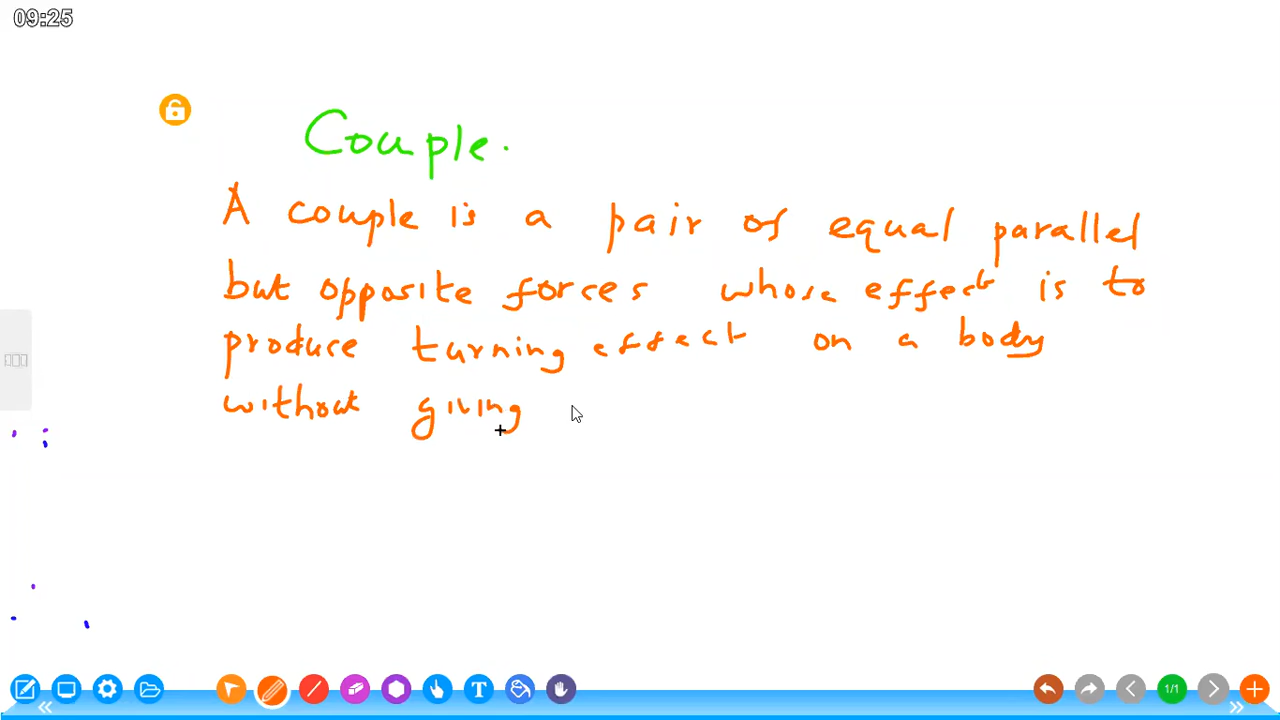 09:25
Couple.
A couple is a pair of equal parallel
but opposite forces whose effect is to
produce turning effect on a body
without giving
1/1